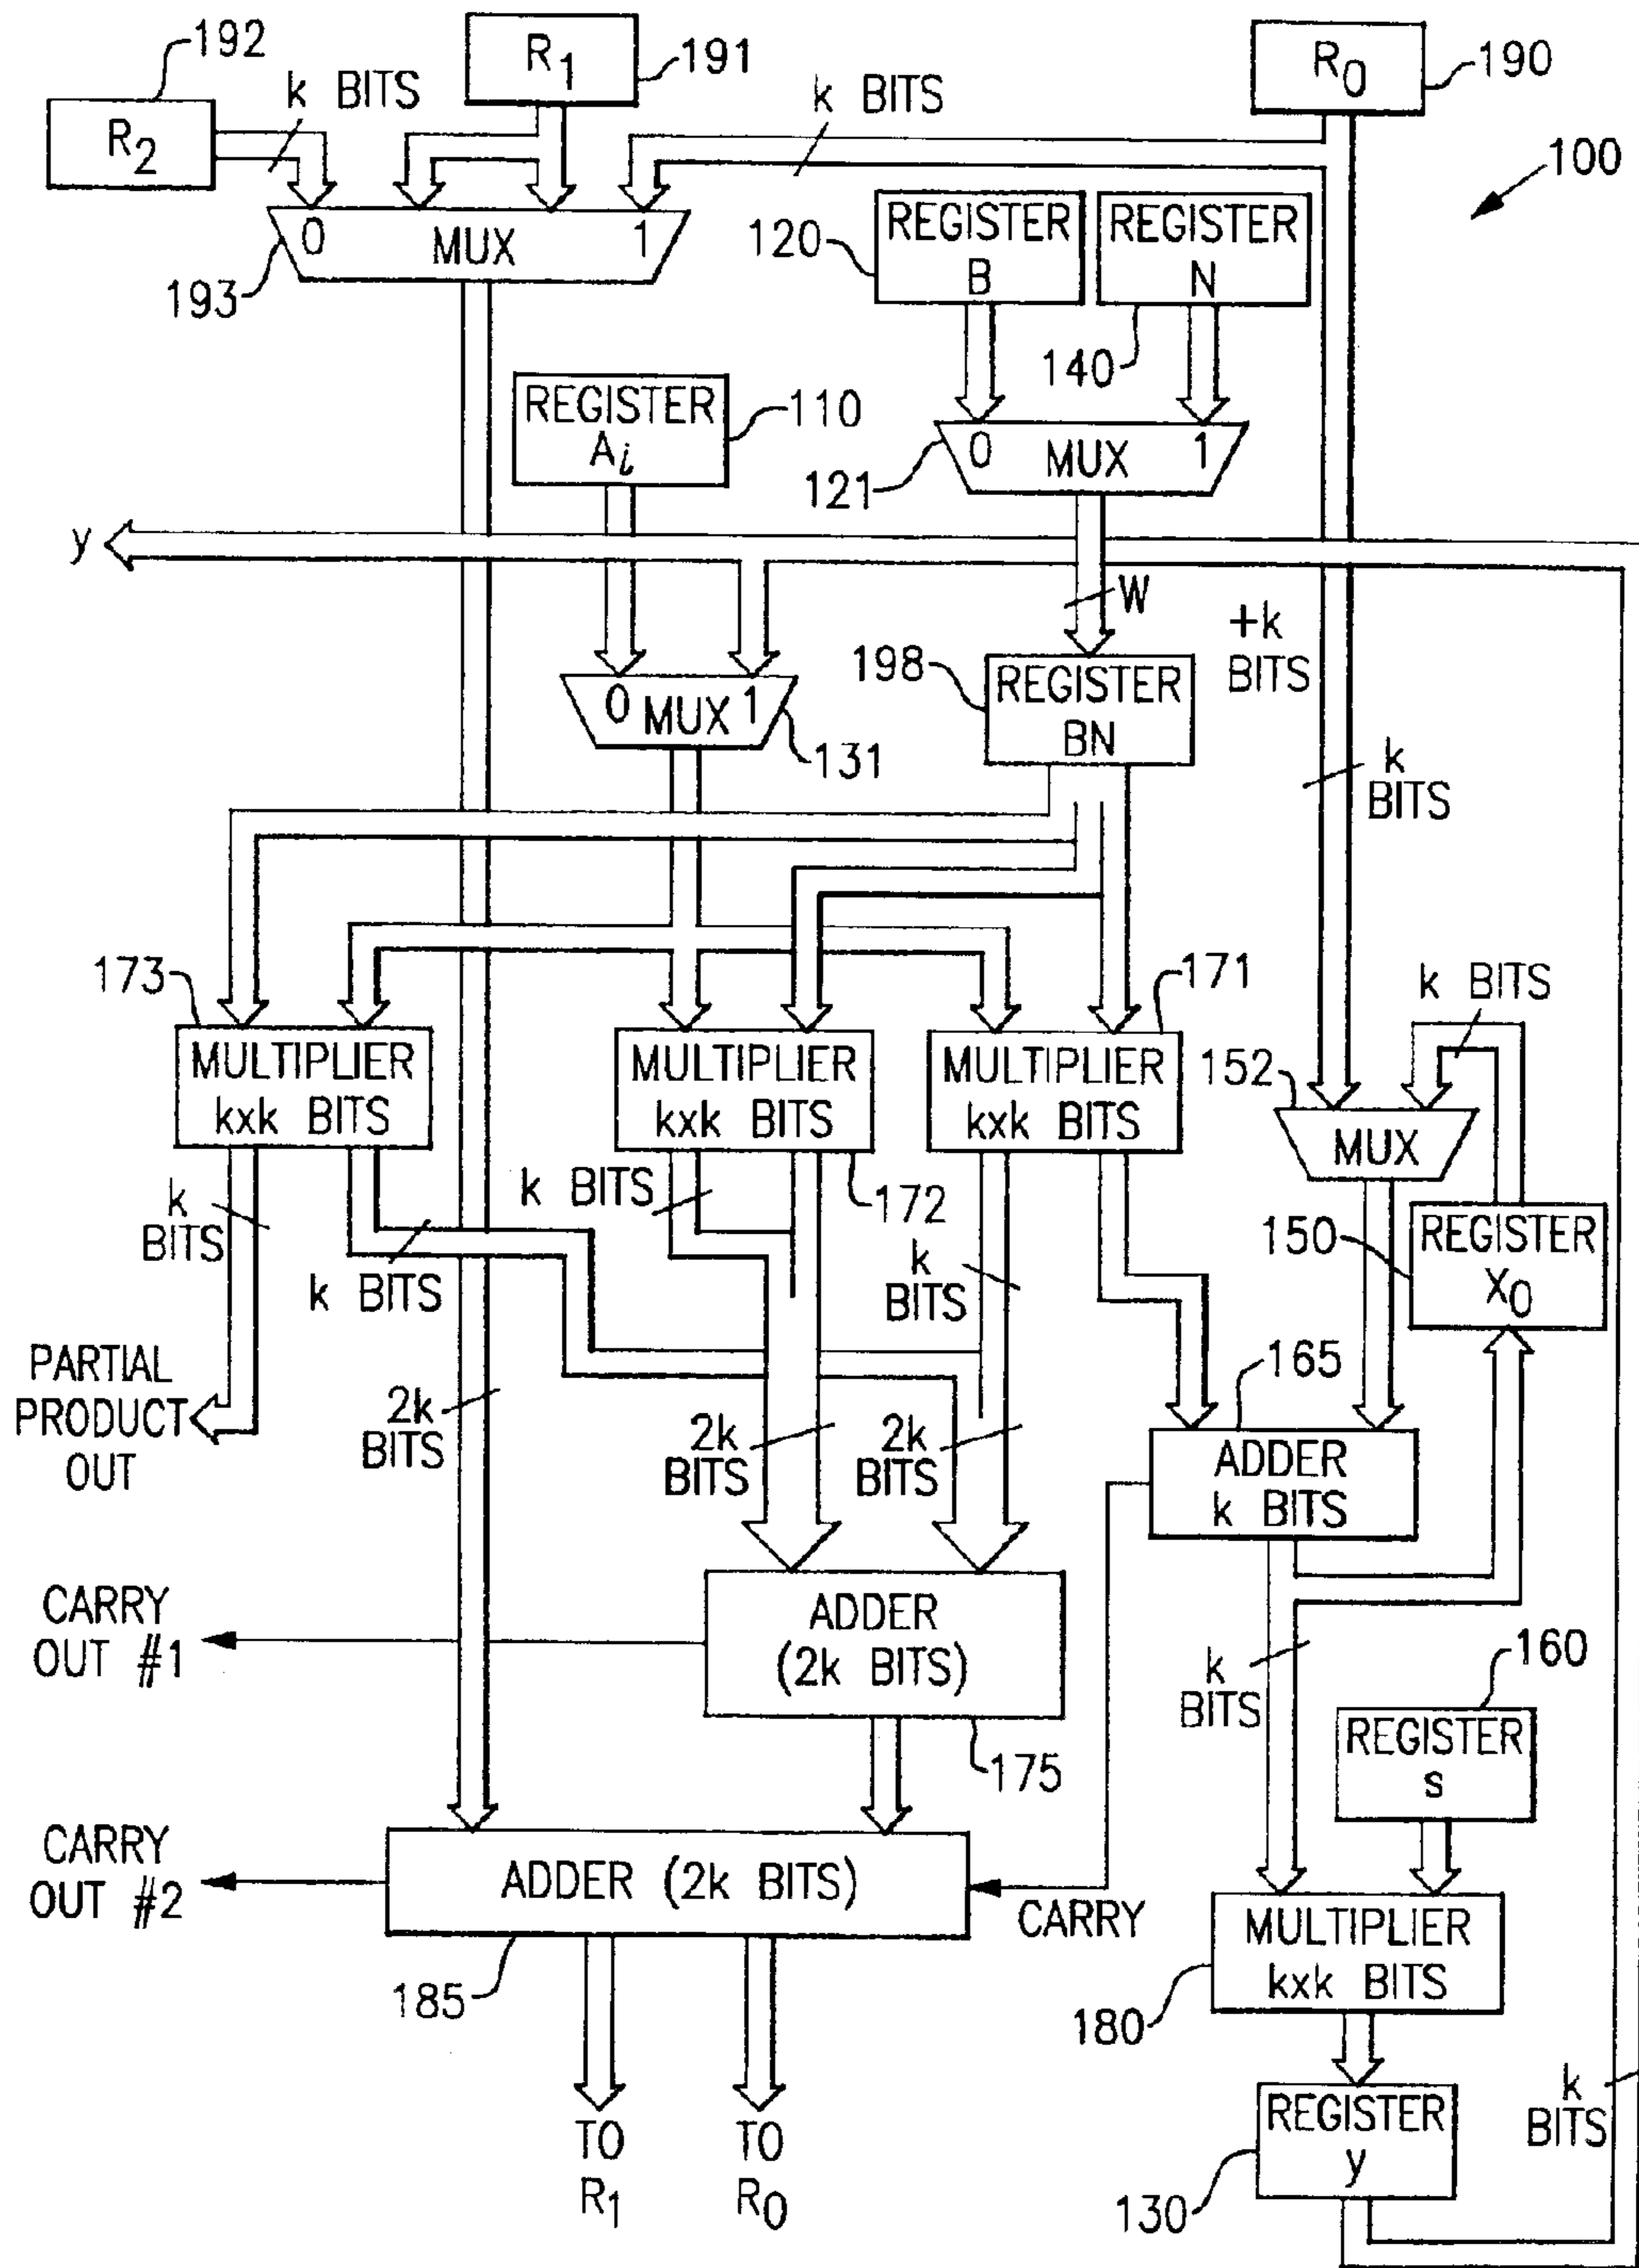 192
R1
191
R0
190
k BITS
k BITS
R2
100
0 MUX 1
193
120
REGISTER
B
REGISTER
N
140
REGISTER
Ai
110
0 MUX 1
121
y
W
+k
BITS
198
REGISTER
BN
0 MUX 1
131
k
BITS
173
171
k BITS
MULTIPLIER
kxk BITS
MULTIPLIER
kxk BITS
MULTIPLIER
kxk BITS
152
MUX
k
BITS
k BITS
172
150
REGISTER
X0
k BITS
k
BITS
PARTIAL
PRODUCT
OUT
2k
BITS
2k
BITS
2k
BITS
165
ADDER
k BITS
CARRY
OUT #1
ADDER
(2k BITS)
175
k
BITS
160
REGISTER
s
CARRY
OUT #2
ADDER (2k BITS)
CARRY
185
MULTIPLIER
kxk BITS
180
TO
R1
TO
R0
REGISTER
y
130
k
BITS